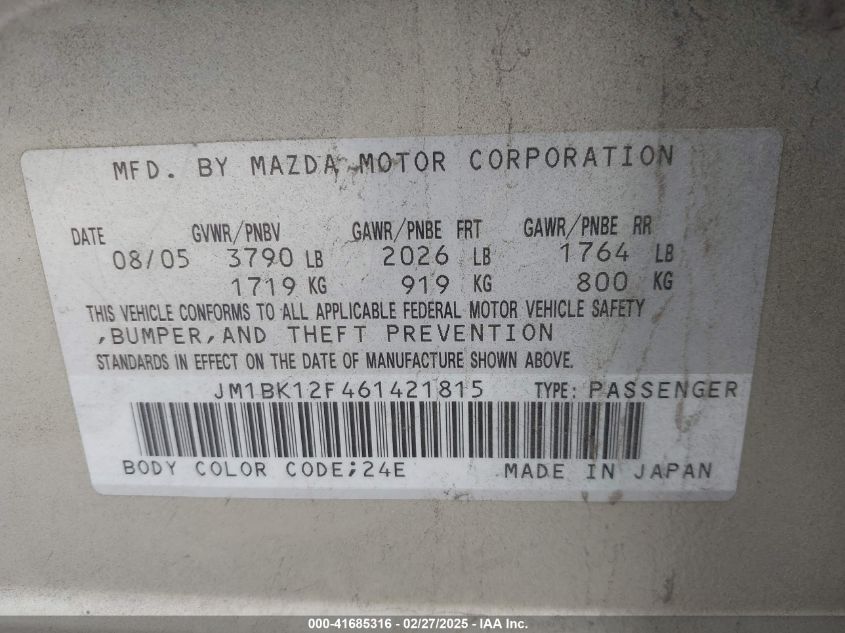 MFD. BY MAZDA MOTOR CORPORATION
DATE GVWR/PNBV GAWR/PNBE FRT GAWR/PNBE RR
08/05 3790 LB 2026 LB 1764 LB
1719 KG 919 KG 800 KG
THIS VEHICLE CONFORMS TO ALL APPLICABLE FEDERAL MOTOR VEHICLE SAFETY
,BUMPER,AND THEFT PREVENTION
STANDARDS IN EFFECT ON THE DATE OF MANUFACTURE SHOWN ABOVE.
JM1BK12F461421815 TYPE: PASSENGER
BODY COLOR CODE;24E MADE IN JAPAN
000-41685316 - 02/27/2025 - IAA Inc.